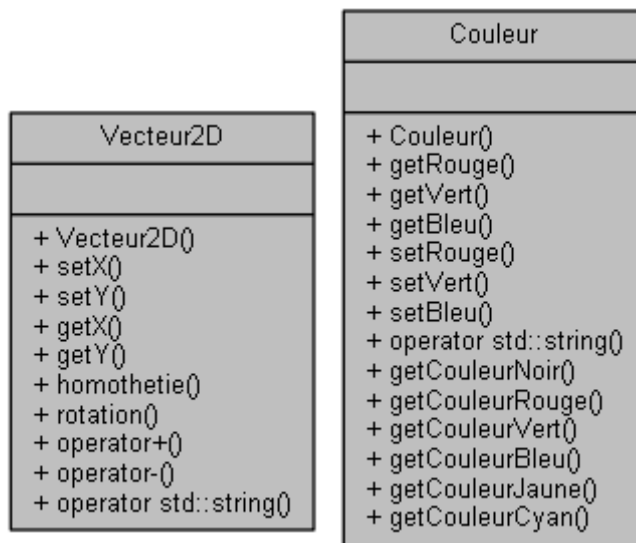 Vecteur2D
+ Vecteur2D()
+ setX()
+ setY()
+ getX()
+ getY()
+ homothetie()
+ rotation()
+ operator+()
+ operator-()
+ operator std::string()
Couleur
+ Couleur()
+ getRouge()
+ getVert()
+ getBleu()
+ setRouge()
+ setVert()
+ setBleu()
+ operator std::string()
+ getCouleurNoir()
+ getCouleurRouge()
+ getCouleurVert()
+ getCouleurBleu()
+ getCouleurJaune()
+ getCouleurCyan()